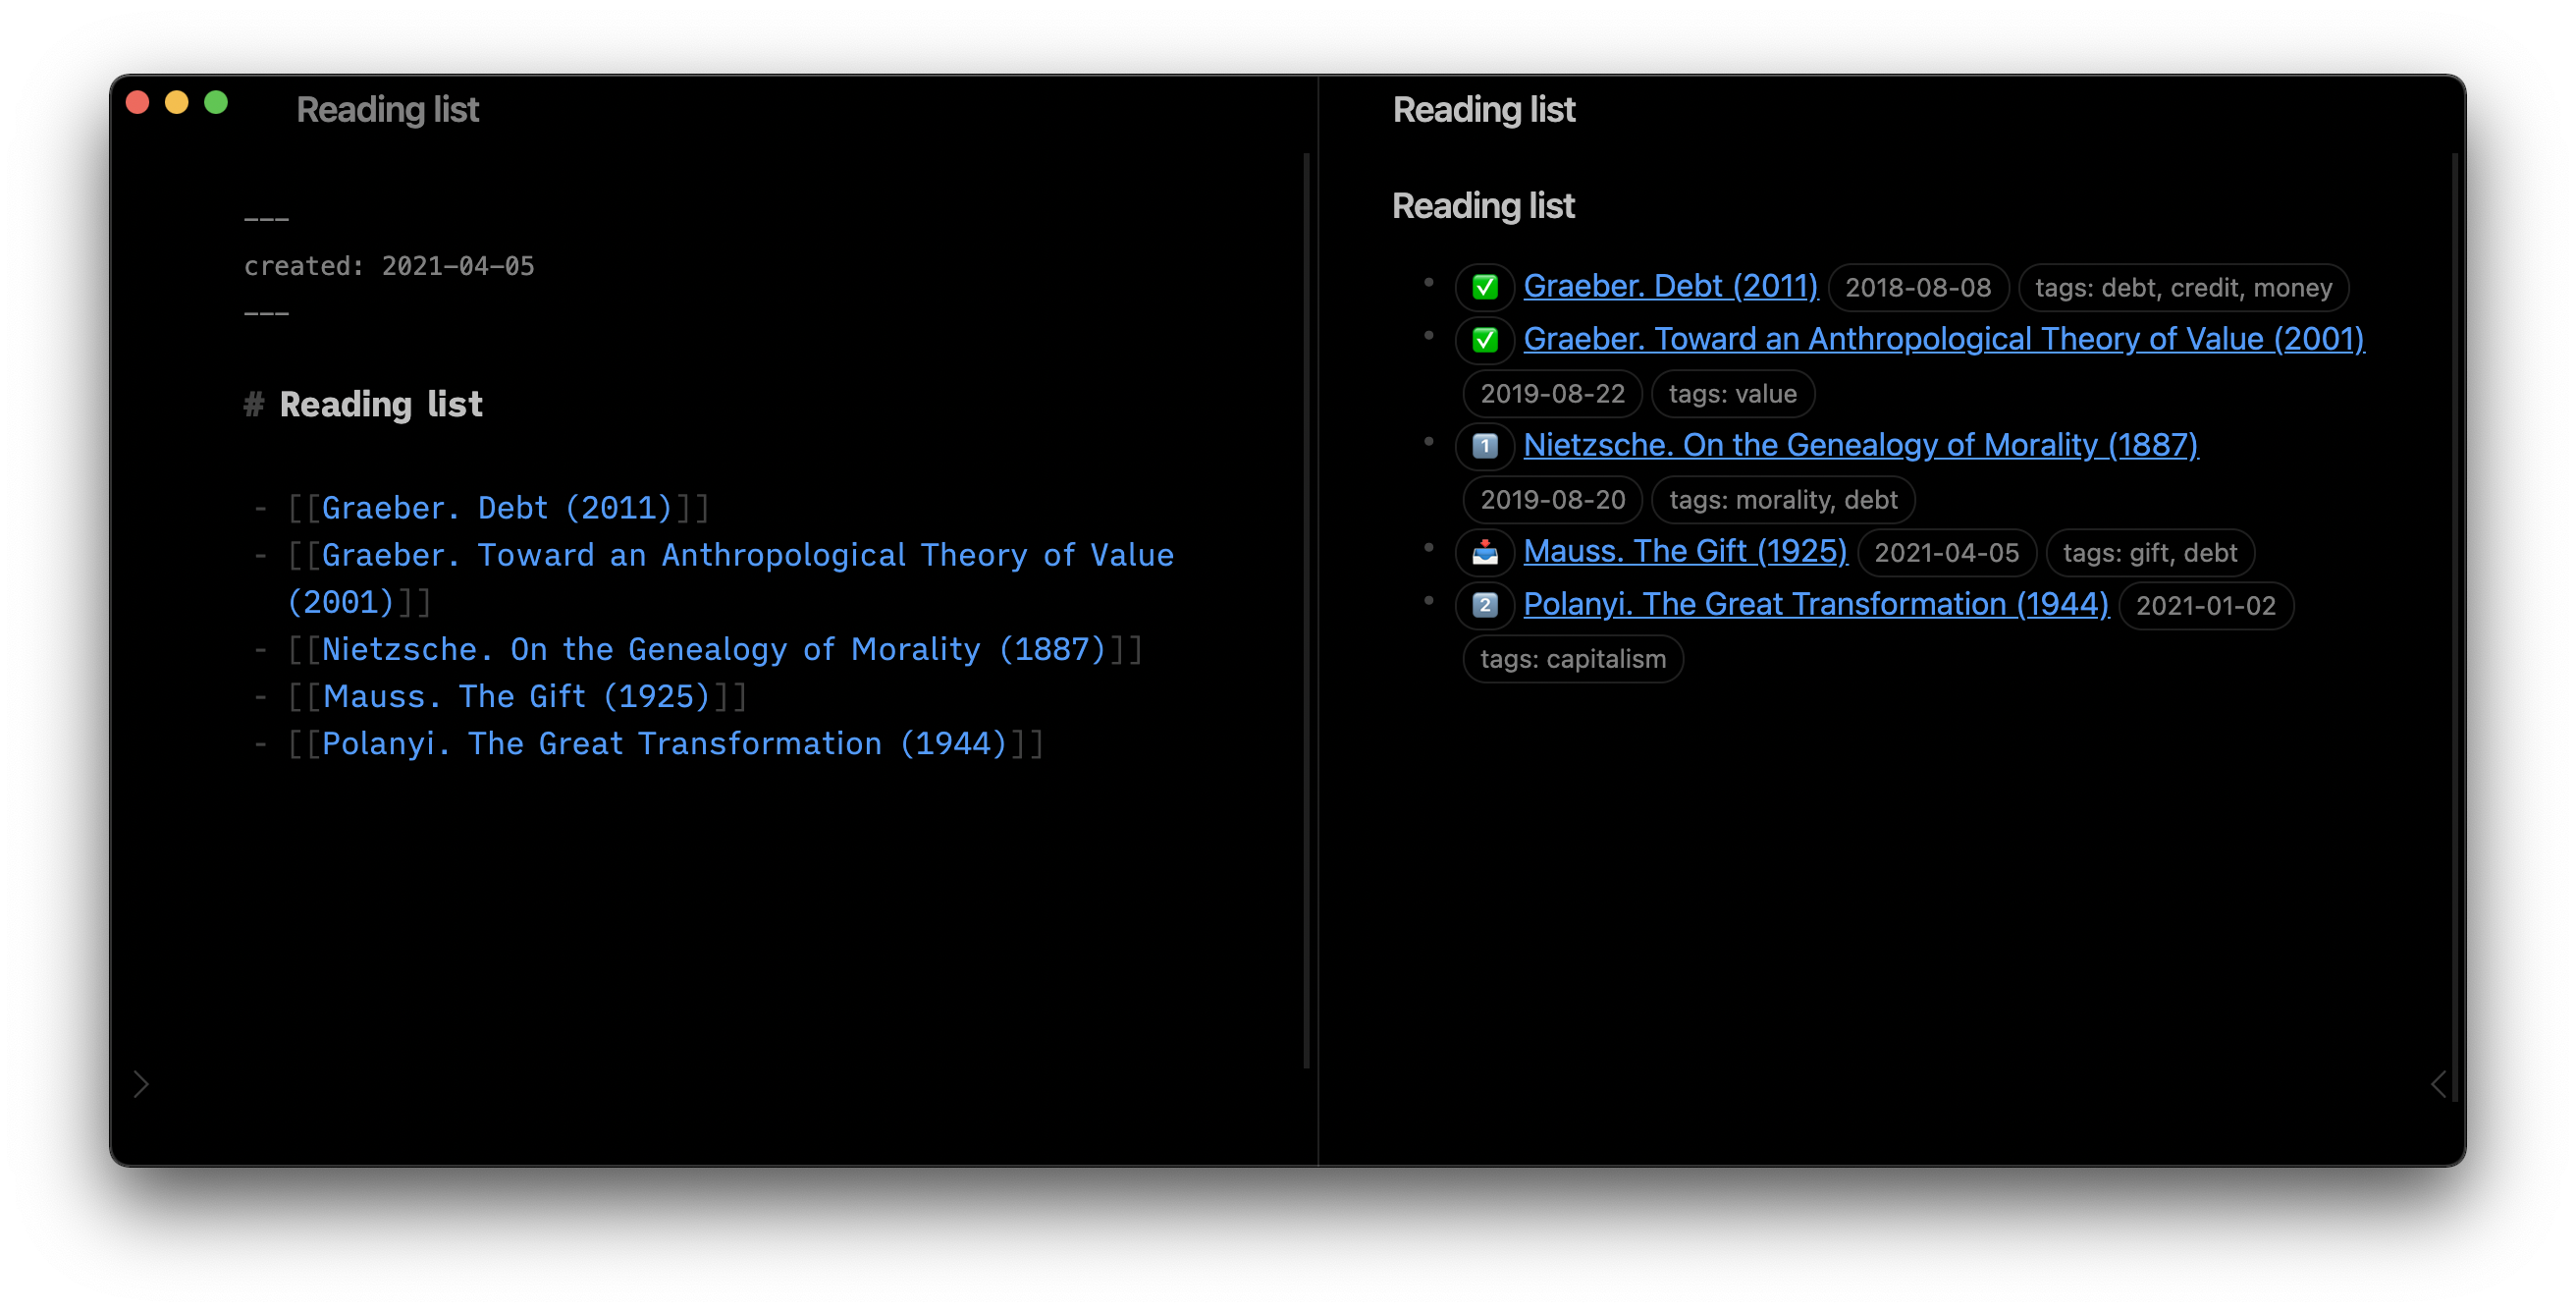 Reading list
---
created: 2021-04-05
---
# Reading list
- [[Graeber. Debt (2011)]]
- [[Graeber. Toward an Anthropological Theory of Value
(2001)]]
- [[Nietzsche. On the Genealogy of Morality (1887)]]
- [[Mauss. The Gift (1925)]]
- [[Polanyi. The Great Transformation (1944)]]
Reading list
Reading list
• ✅ Graeber. Debt (2011) 2018-08-08 tags: debt, credit, money
• ✅ Graeber. Toward an Anthropological Theory of Value (2001)
2019-08-22 tags: value
• 1️⃣ Nietzsche. On the Genealogy of Morality (1887)
2019-08-20 tags: morality, debt
• 📥 Mauss. The Gift (1925) 2021-04-05 tags: gift, debt
• 2️⃣ Polanyi. The Great Transformation (1944) 2021-01-02
tags: capitalism